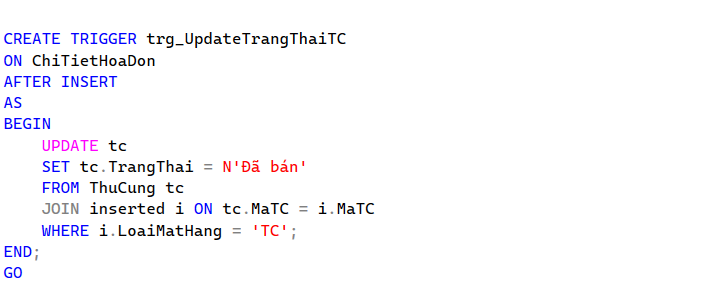 CREATE TRIGGER trg_UpdateTrangThaiTC
ON ChiTietHoaDon
AFTER INSERT
AS
BEGIN
    UPDATE tc
    SET tc.TrangThai = N'Đã bán'
    FROM ThuCung tc
    JOIN inserted i ON tc.MaTC = i.MaTC
    WHERE i.LoaiMatHang = 'TC';
END;
GO